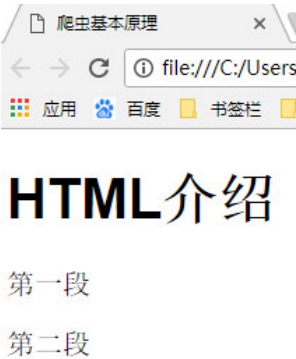 爬虫基本原理
file:///C:/Users
应用 百度 书签栏
HTML介绍
第一段
第二段